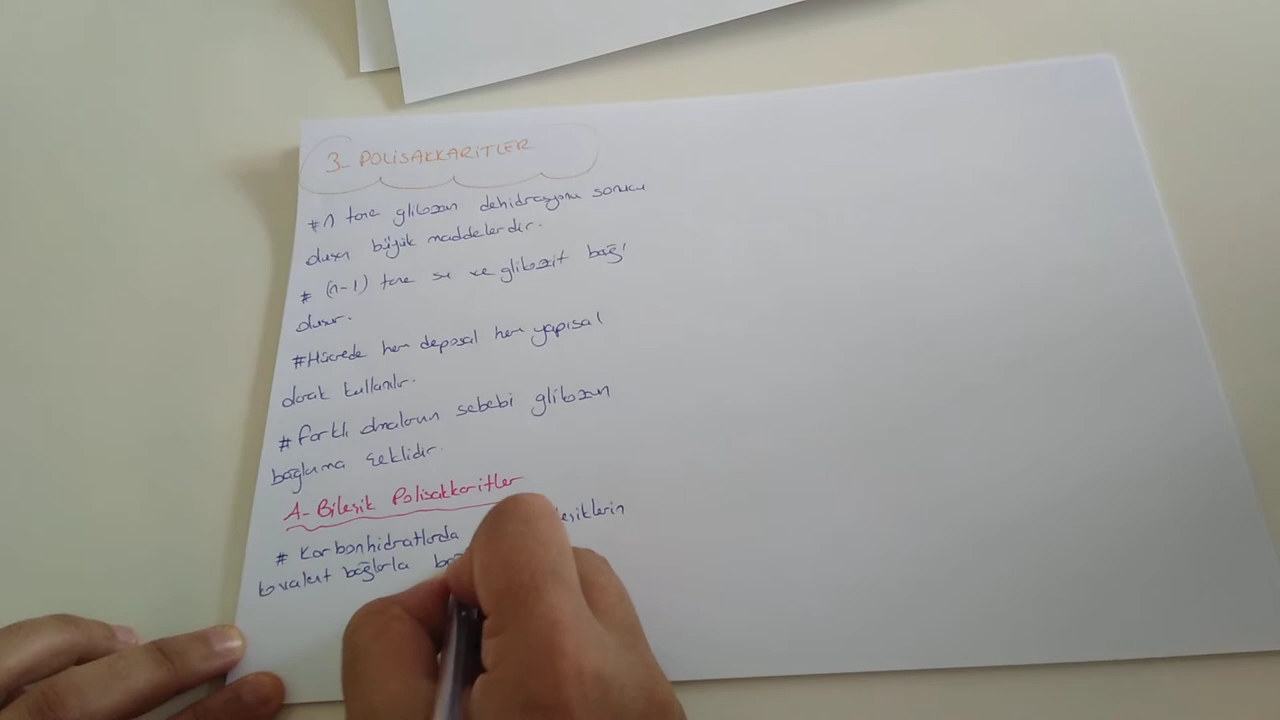 3- POLİSAKKARİTLER
# n tane glikozun dehidrasyonu sonucu
oluşan büyük maddelerdir.
# (n-1) tane su ve glikozit bağı
oluşur.
# Hücrede hem deposal hem yapısal
olarak kullanılır.
# Farklı olmalarının sebebi glikozun
bağlanma şeklidir.
A- Bileşik Polisakkaritler
# Karbonhidratlarda
kovalent bağlarla